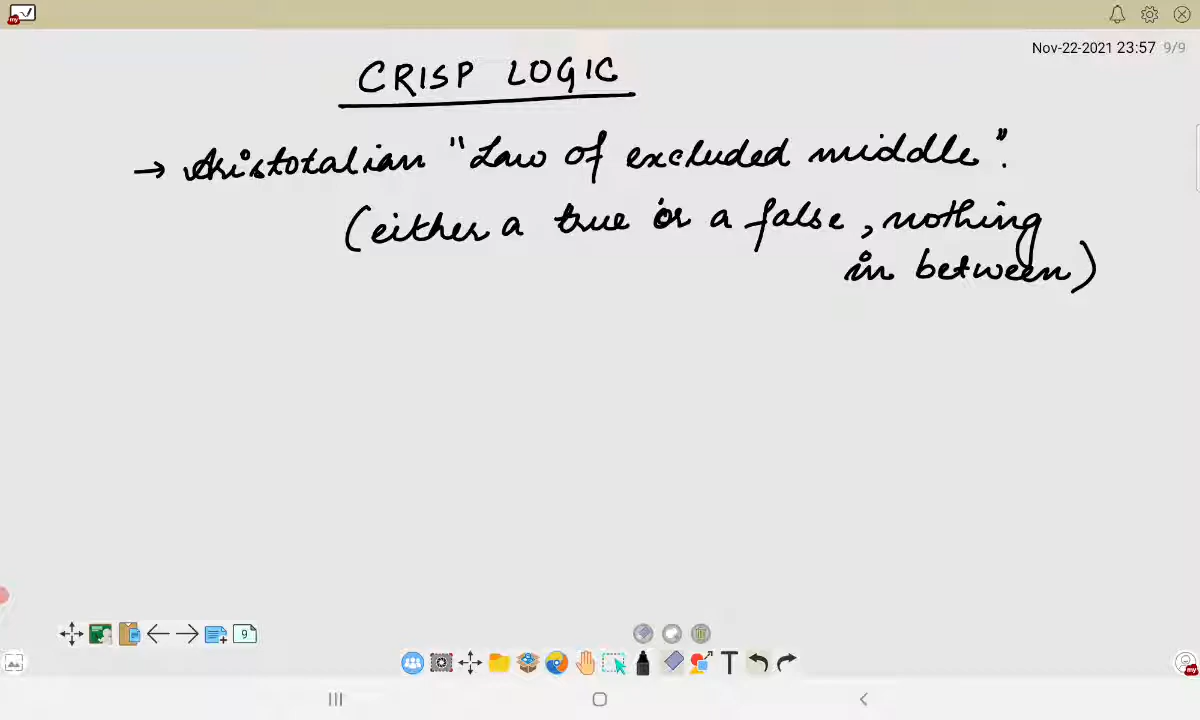 Nov-22-2021 23:57 9/9
CRISP LOGIC
→ Aristotalian "Law of excluded middle".
(either a true or a false, nothing
in between)
9